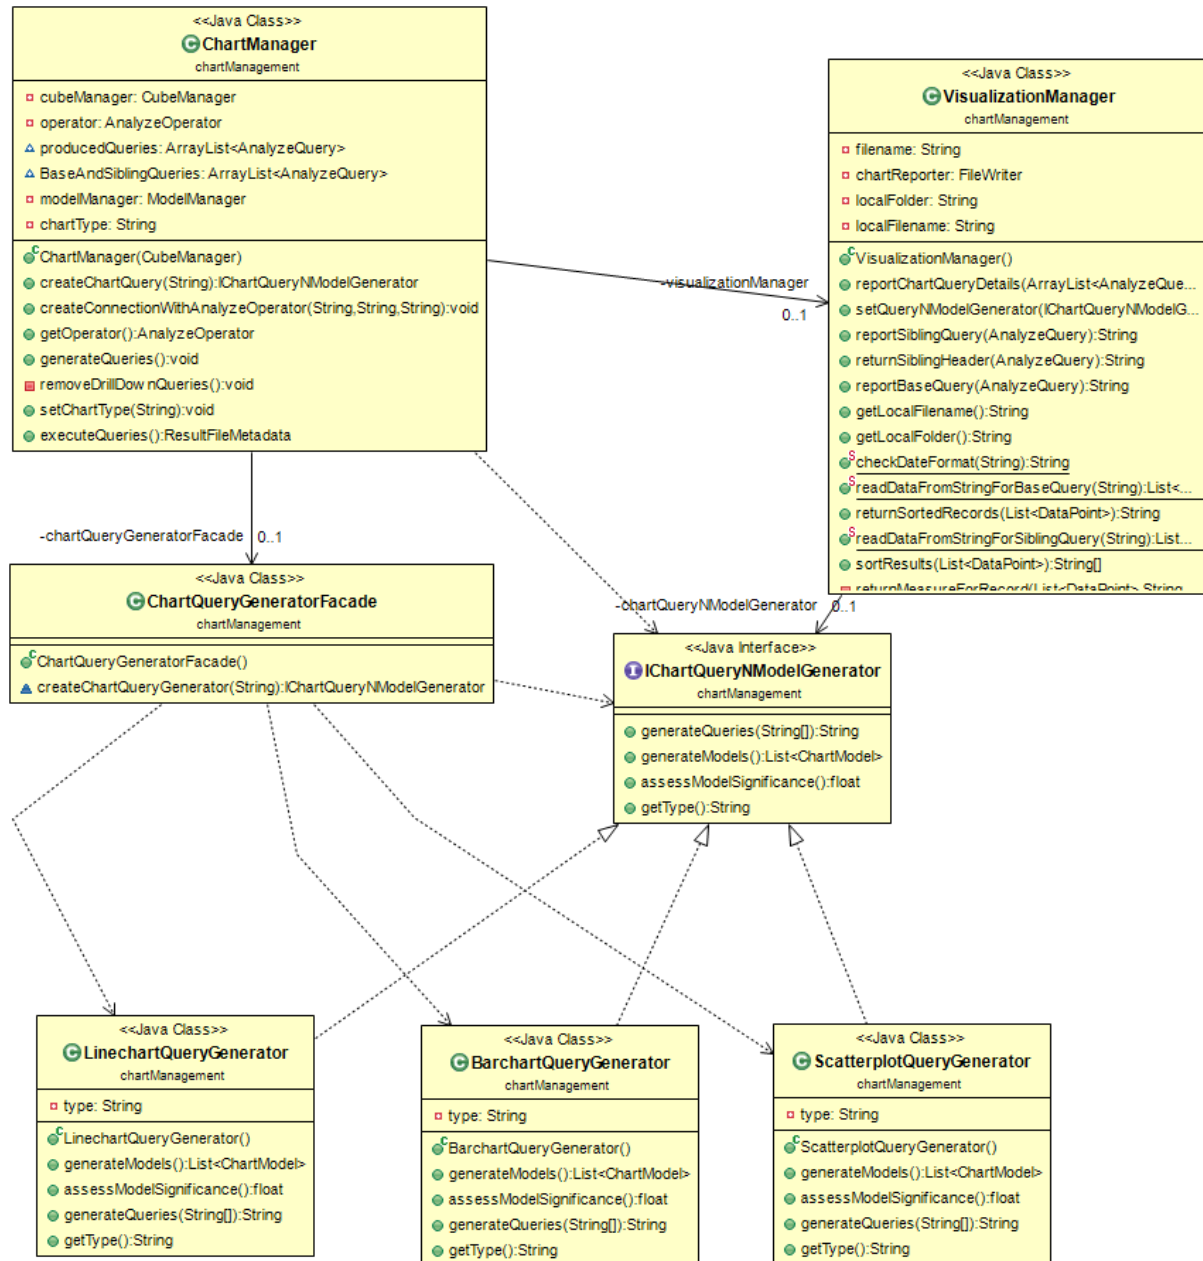 <<Java Class>>
ChartManager
chartManagement
cubeManager: CubeManager
operator: AnalyzeOperator
producedQueries: ArrayList<AnalyzeQuery>
BaseAndSiblingQueries: ArrayList<AnalyzeQuery>
modelManager: ModelManager
chartType: String
ChartManager(CubeManager)
createChartQuery(String):IChartQueryNModelGenerator
createConnectionWithAnalyzeOperator(String,String,String):void
getOperator():AnalyzeOperator
generateQueries():void
removeDrillDownQueries():void
setChartType(String):void
executeQueries():ResultFileMetadata
<<Java Class>>
VisualizationManager
chartManagement
filename: String
chartReporter: FileWriter
localFolder: String
localFilename: String
VisualizationManager()
reportChartQueryDetails(ArrayList<AnalyzeQue...
setQueryNModelGenerator(IChartQueryNModelG...
reportSiblingQuery(AnalyzeQuery):String
returnSiblingHeader(AnalyzeQuery):String
reportBaseQuery(AnalyzeQuery):String
getLocalFilename():String
getLocalFolder():String
checkDateFormat(String):String
readDataFromStringForBaseQuery(String):List<...
returnSortedRecords(List<DataPoint>):String
readDataFromStringForSiblingQuery(String):List...
sortResults(List<DataPoint>):String[]
returnMeasureForRecord(List<DataPoint>,String
-visualizationManager
0..1
-chartQueryGeneratorFacade
0..1
-chartQueryNModelGenerator
0..1
<<Java Class>>
ChartQueryGeneratorFacade
chartManagement
ChartQueryGeneratorFacade()
createChartQueryGenerator(String):IChartQueryNModelGenerator
<<Java Interface>>
IChartQueryNModelGenerator
chartManagement
generateQueries(String[]):String
generateModels():List<ChartModel>
assessModelSignificance():float
getType():String
<<Java Class>>
LinechartQueryGenerator
chartManagement
type: String
LinechartQueryGenerator()
generateModels():List<ChartModel>
assessModelSignificance():float
generateQueries(String[]):String
getType():String
<<Java Class>>
BarchartQueryGenerator
chartManagement
type: String
BarchartQueryGenerator()
generateModels():List<ChartModel>
assessModelSignificance():float
generateQueries(String[]):String
getType():String
<<Java Class>>
ScatterplotQueryGenerator
chartManagement
type: String
ScatterplotQueryGenerator()
generateModels():List<ChartModel>
assessModelSignificance():float
generateQueries(String[]):String
getType():String